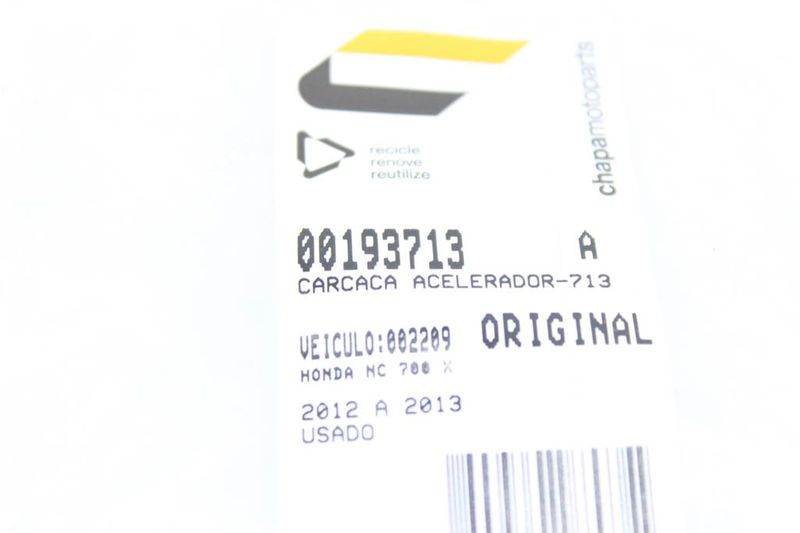 recicle
renove
reutilize
chapamotoparts
00193713 A
CARCACA ACELERADOR-713
VEICULO:002209 ORIGINAL
HONDA NC 700 X
2012 A 2013
USADO